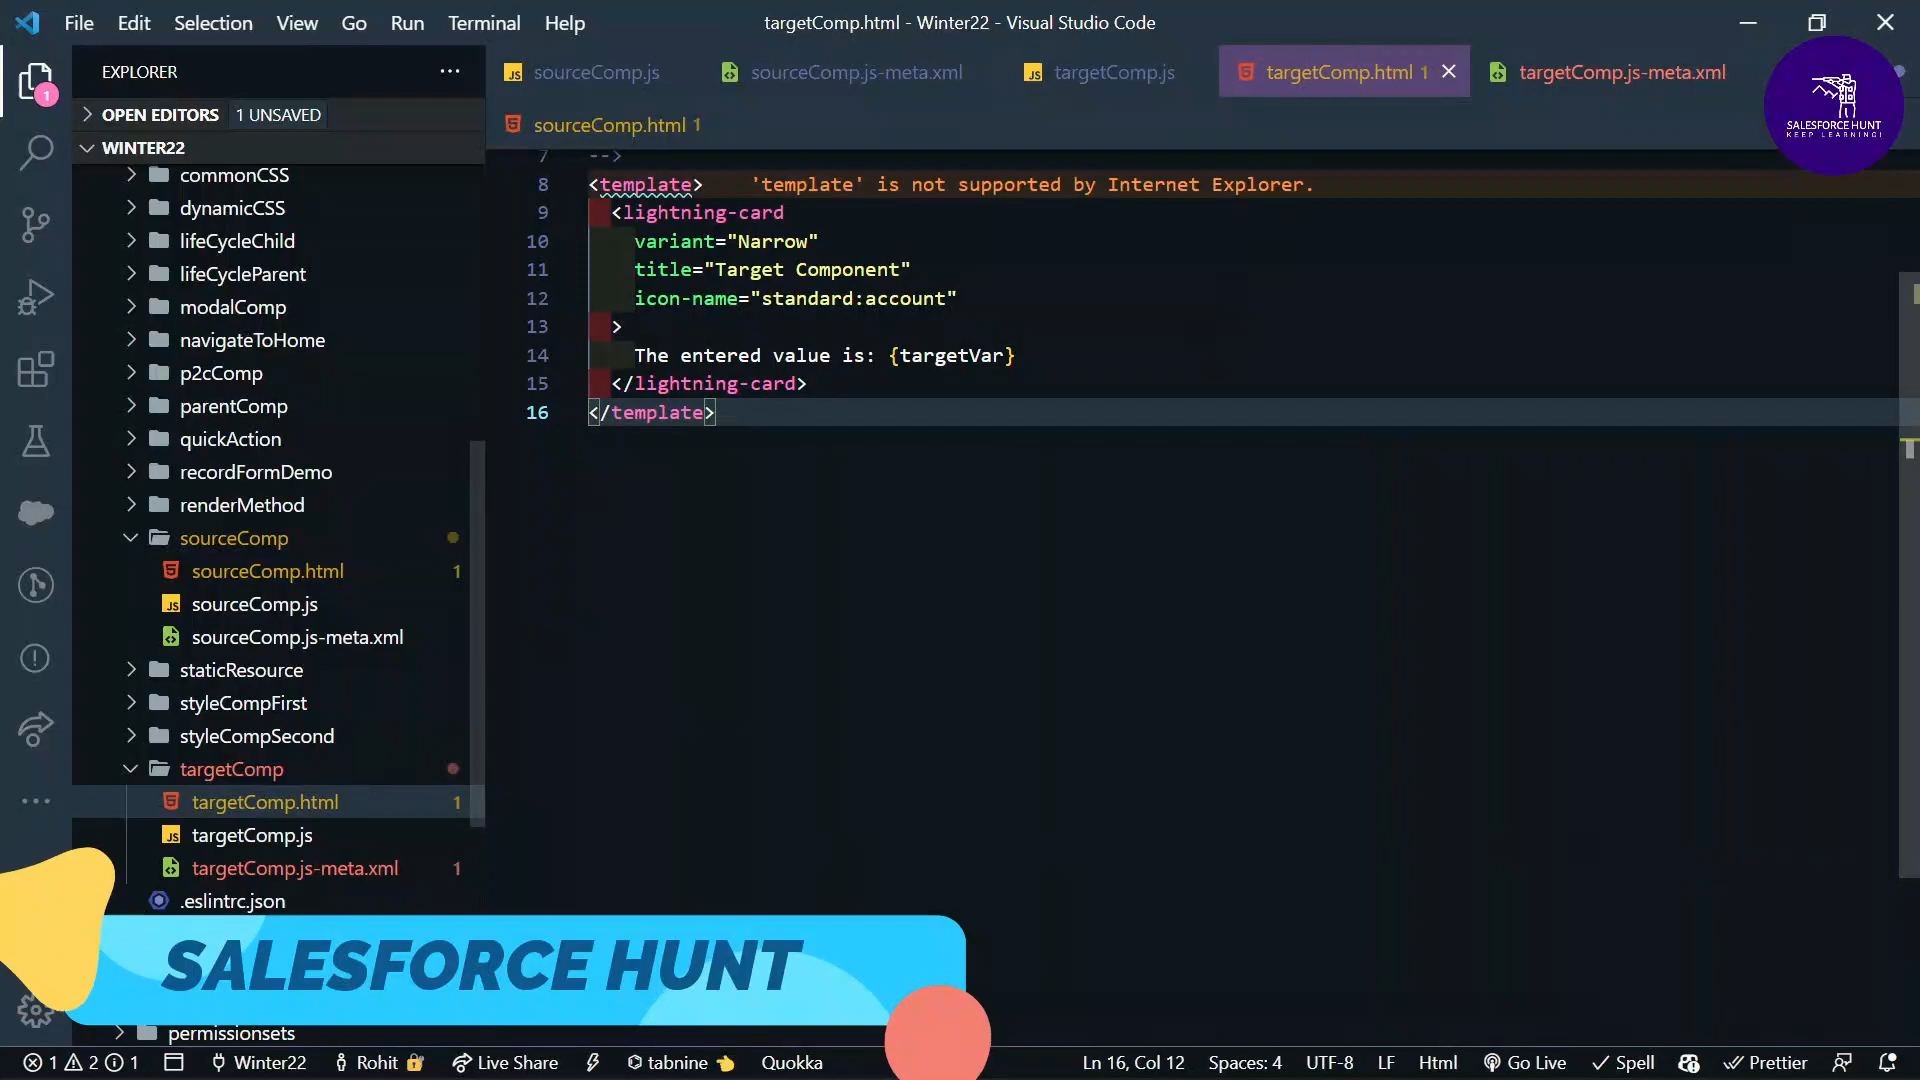 File Edit Selection View Go Run Terminal Help targetComp.html - Winter22 - Visual Studio Code
EXPLORER
sourceComp.js sourceComp.js-meta.xml targetComp.js targetComp.html 1 targetComp.js-meta.xml
SALESFORCE HUNT
KEEP LEARNING!
1
OPEN EDITORS 1 UNSAVED
sourceComp.html 1
WINTER22
commonCSS
dynamicCSS
lifeCycleChild
lifeCycleParent
modalComp
navigateToHome
p2cComp
parentComp
quickAction
recordFormDemo
renderMethod
sourceComp
sourceComp.html 1
sourceComp.js
sourceComp.js-meta.xml
staticResource
styleCompFirst
styleCompSecond
targetComp
targetComp.html 1
targetComp.js
targetComp.js-meta.xml 1
.eslintrc.json
permissionsets
7 -->
8 <template> 'template' is not supported by Internet Explorer.
9 <lightning-card
10 variant="Narrow"
11 title="Target Component"
12 icon-name="standard:account"
13 >
14 The entered value is: {targetVar}
15 </lightning-card>
16 </template>
SALESFORCE HUNT
1 2 1 Winter22 Rohit Live Share tabnine Quokka Ln 16, Col 12 Spaces: 4 UTF-8 LF Html Go Live Spell Prettier